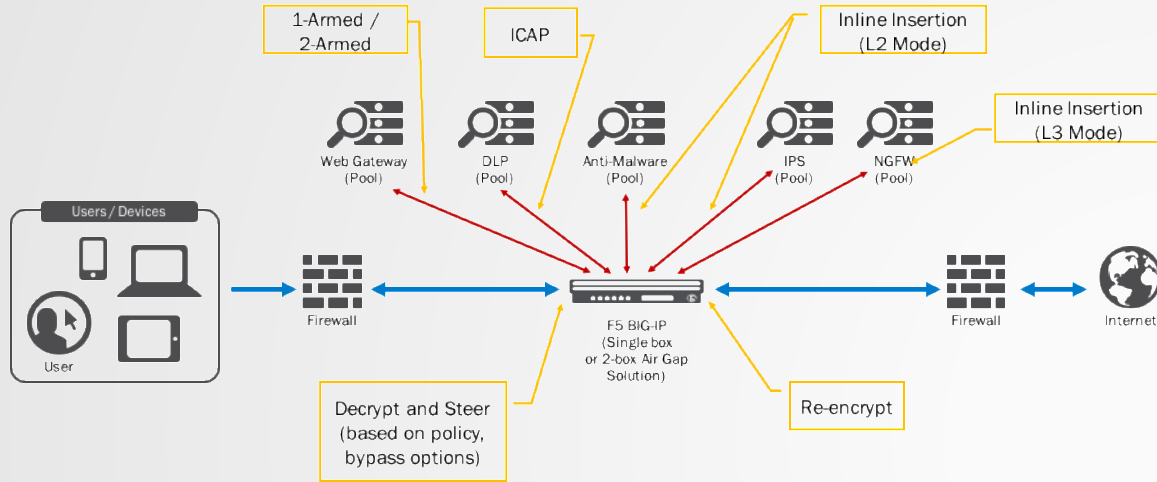 1-Armed /
2-Armed
ICAP
Inline Insertion
(L2 Mode)
Inline Insertion
(L3 Mode)
Web Gateway
(Pool)
DLP
(Pool)
Anti-Malware
(Pool)
IPS
(Pool)
NGFW
(Pool)
Users / Devices
User
Firewall
F5 BIG-IP
(Single box
or 2-box Air Gap
Solution)
Firewall
Internet
Decrypt and Steer
(based on policy,
bypass options)
Re-encrypt